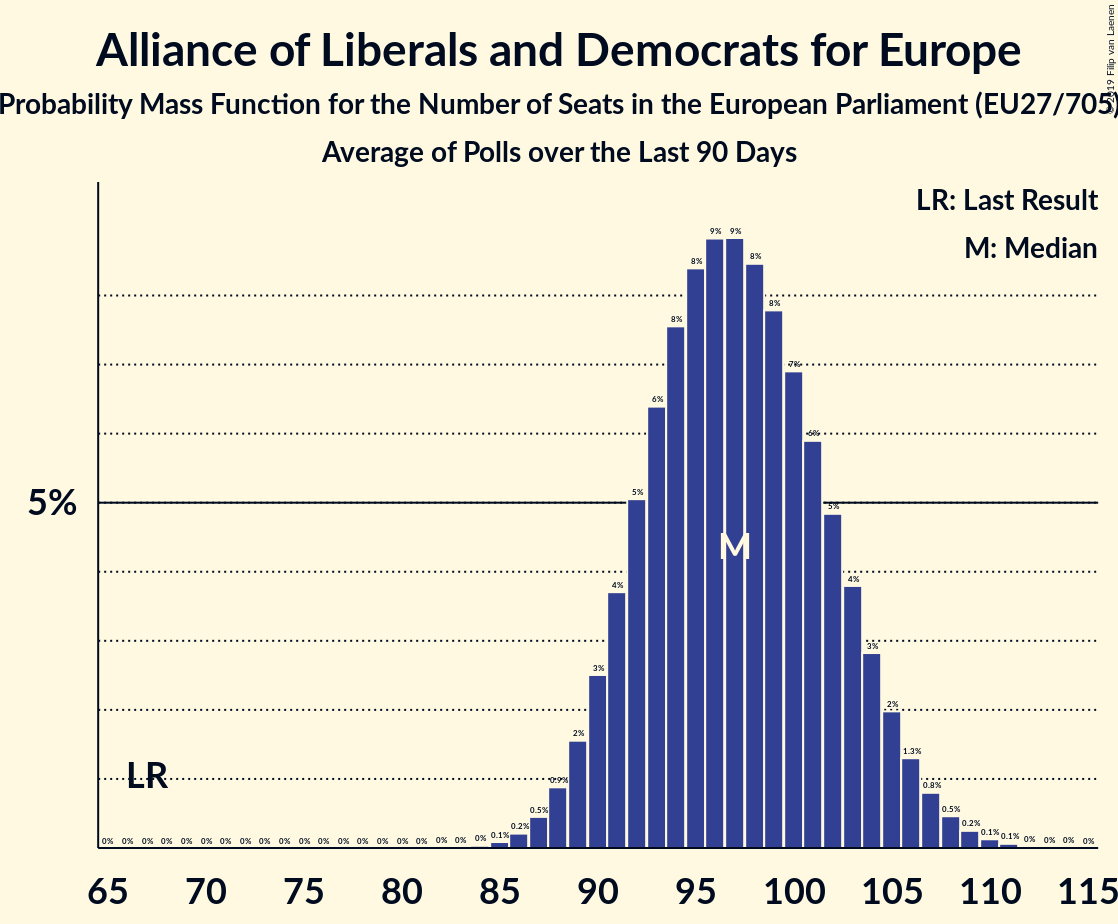 Alliance of Liberals and Democrats for Europe
Probability Mass Function for the Number of Seats in the European Parliament (EU27/705)
Average of Polls over the Last 90 Days
© 2019 Filip van Laenen
LR: Last Result
M: Median
5%
LR
M
0% 0% 0% 0% 0% 0% 0% 0% 0% 0% 0% 0% 0% 0% 0% 0% 0% 0% 0% 0% 0.1% 0.2% 0.5% 0.9% 2% 3% 4% 5% 6% 8% 8% 9% 9% 8% 8% 7% 6% 5% 4% 3% 2% 1.3% 0.8% 0.5% 0.2% 0.1% 0.1% 0% 0% 0% 0%
65 70 75 80 85 90 95 100 105 110 115